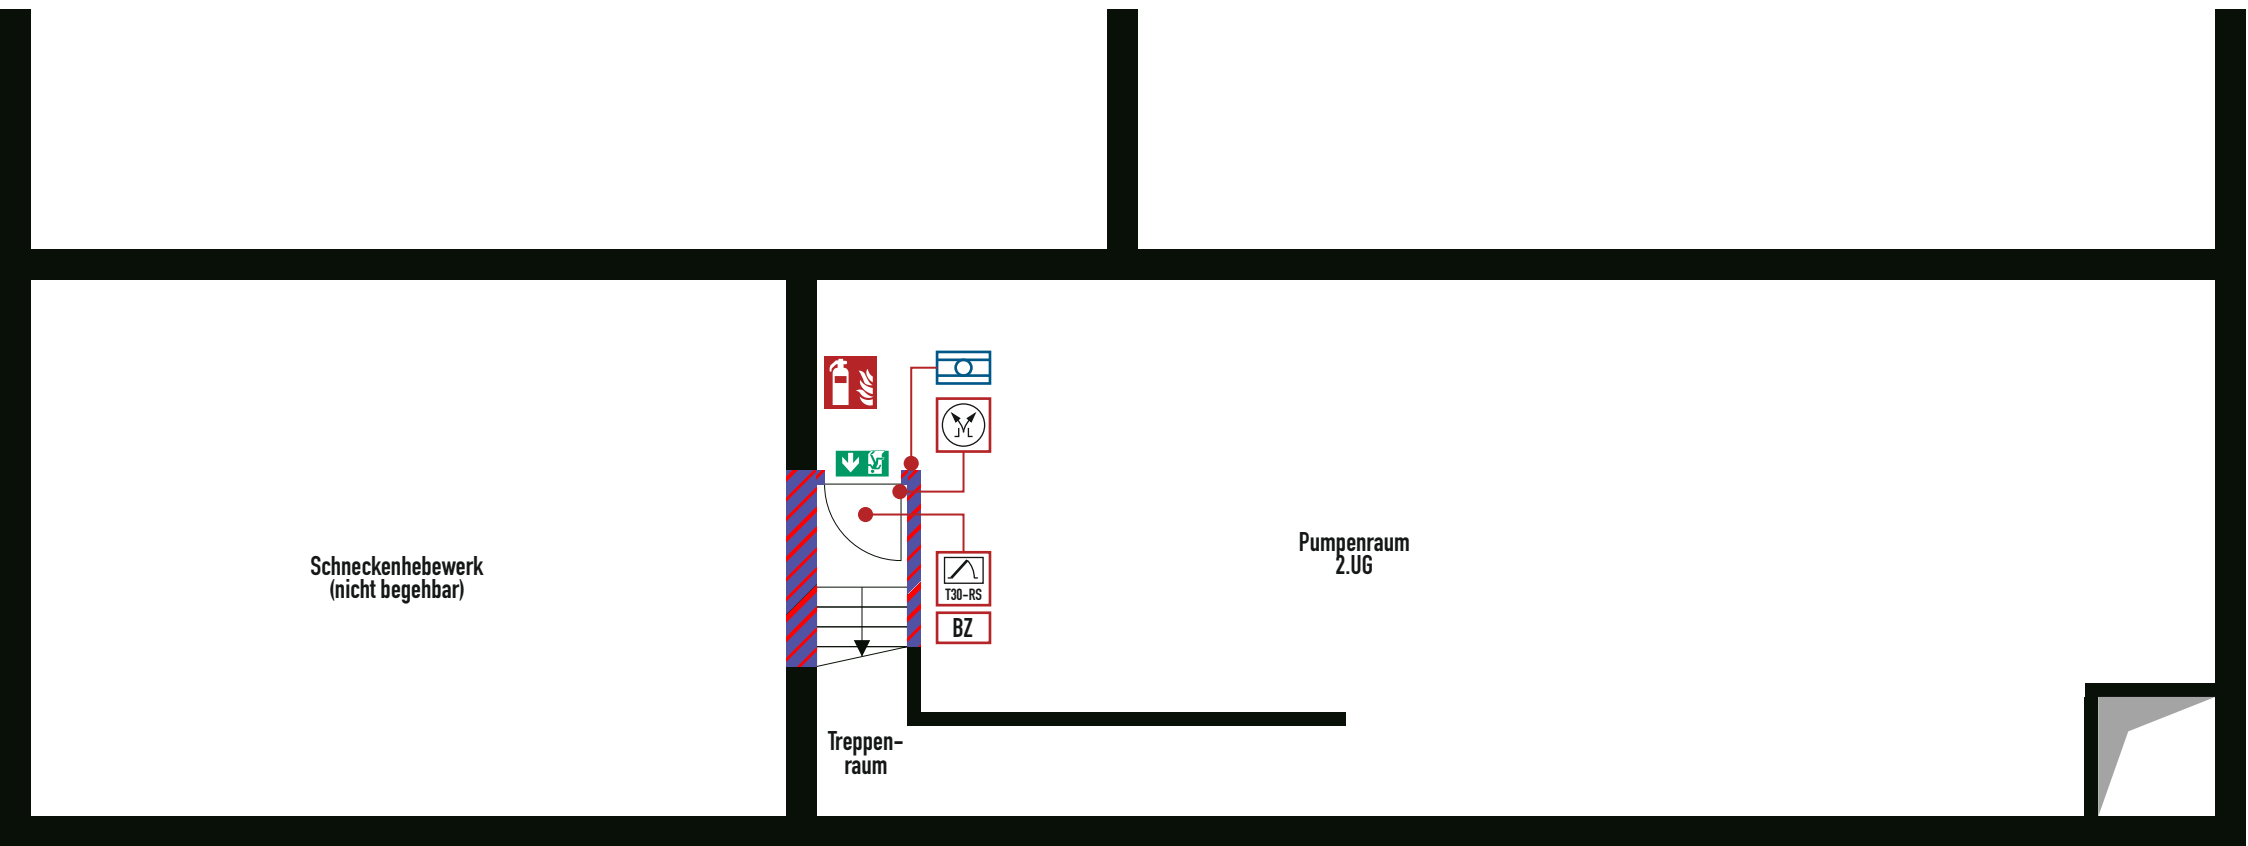 Schneckenhebewerk
(nicht begehbar)
Pumpenraum
2.UG
T30-RS
BZ
Treppen-
raum